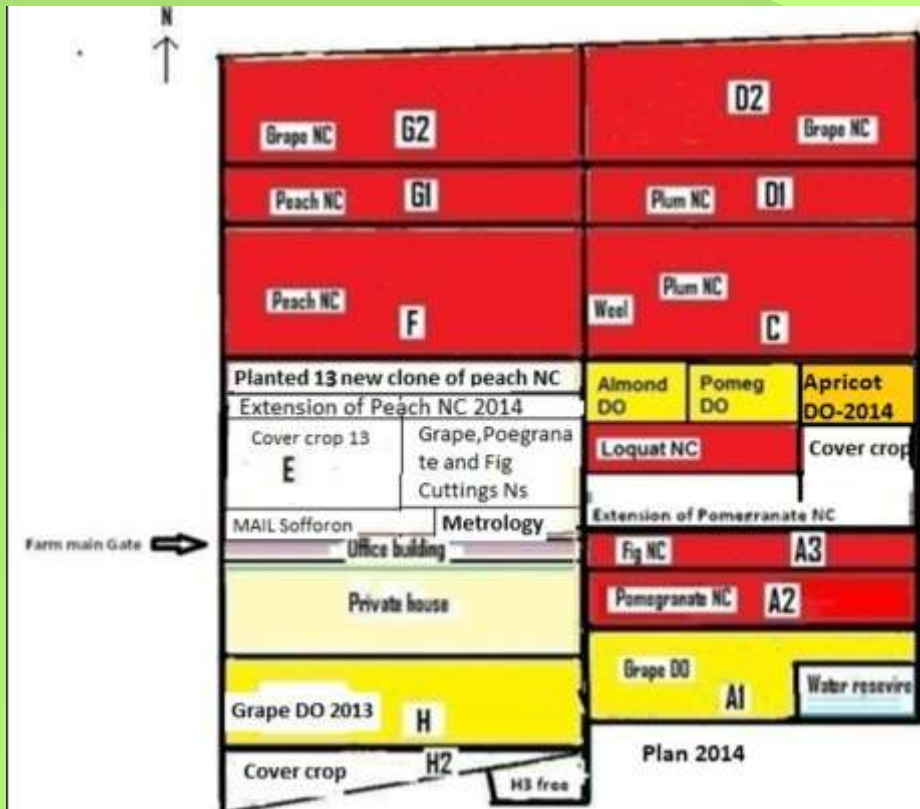 N
G2
Grape NC
D2
Grape NC
Peach NC
G1
Plum NC
D1
Peach NC
F
Plum NC
Weel
C
Planted 13 new clone of peach NC
Extension of Peach NC 2014
Cover crop 13
E
Grape,Poegrana
te and Fig
Cuttings Ns
MAIL Sofforon
Metrology
Almond
DO
Pomeg
DO
Apricot
DO-2014
Loquat NC
Cover crop
Extension of Pomegranate NC
Farm main Gate
Office building
Fig NC
A3
Private house
Pomegranate NC
A2
Grape DO
A1
Water resevire
Grape DO 2013
H
Cover crop
H2
H3 free
Plan 2014